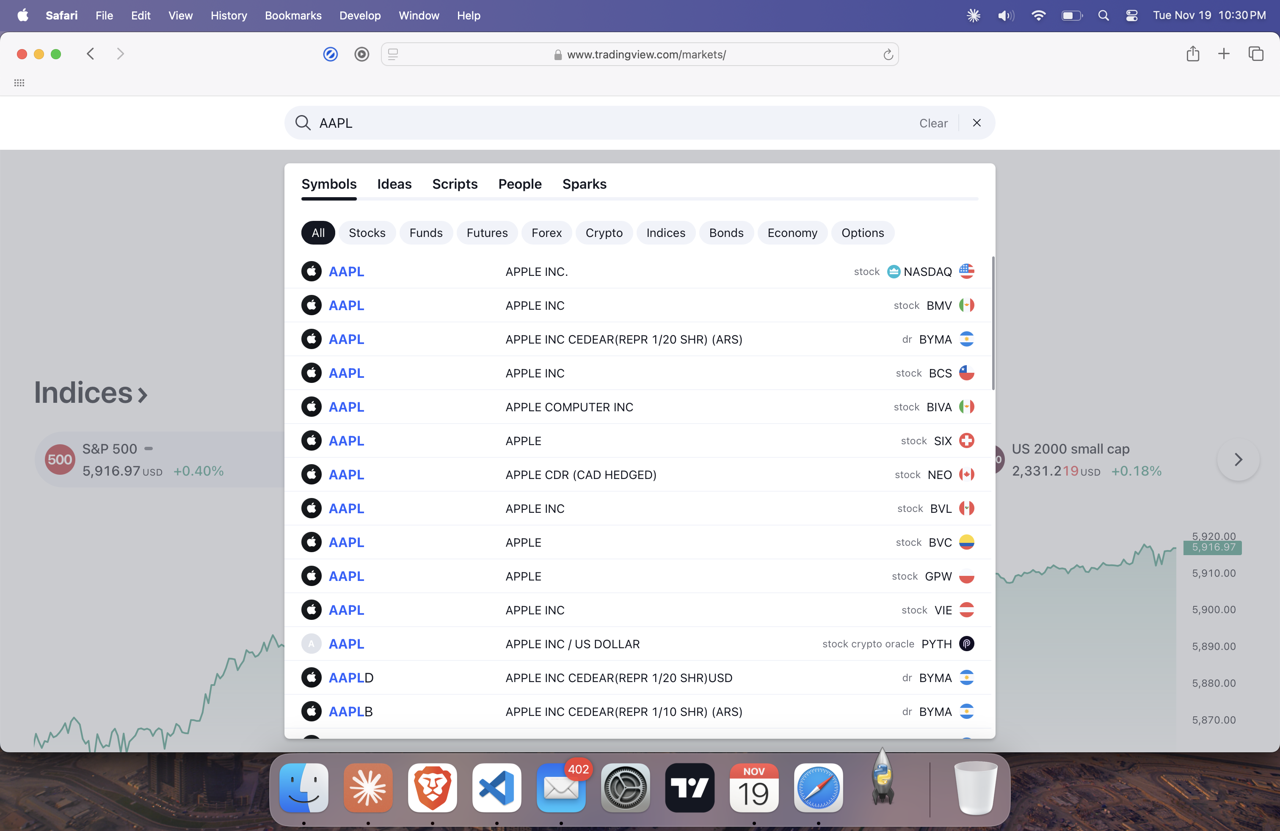 Safari File Edit View History Bookmarks Develop Window Help Tue Nov 19 10:30 PM
www.tradingview.com/markets/
AAPL Clear
Symbols Ideas Scripts People Sparks
All Stocks Funds Futures Forex Crypto Indices Bonds Economy Options
AAPL APPLE INC. stock NASDAQ
AAPL APPLE INC stock BMV
AAPL APPLE INC CEDEAR(REPR 1/20 SHR) (ARS) dr BYMA
AAPL APPLE INC stock BCS
AAPL APPLE COMPUTER INC stock BIVA
AAPL APPLE stock SIX
AAPL APPLE CDR (CAD HEDGED) stock NEO
AAPL APPLE INC stock BVL
AAPL APPLE stock BVC
AAPL APPLE stock GPW
AAPL APPLE INC stock VIE
A AAPL APPLE INC / US DOLLAR stock crypto oracle PYTH
AAPLD APPLE INC CEDEAR(REPR 1/20 SHR)USD dr BYMA
AAPLB APPLE INC CEDEAR(REPR 1/10 SHR) (ARS) dr BYMA
Indices
500 S&P 500
5,916.97 USD +0.40%
US 2000 small cap
2,331.219 USD +0.18%
5,920.00
5,916.97
5,910.00
5,900.00
5,890.00
5,880.00
5,870.00
402
NOV
19